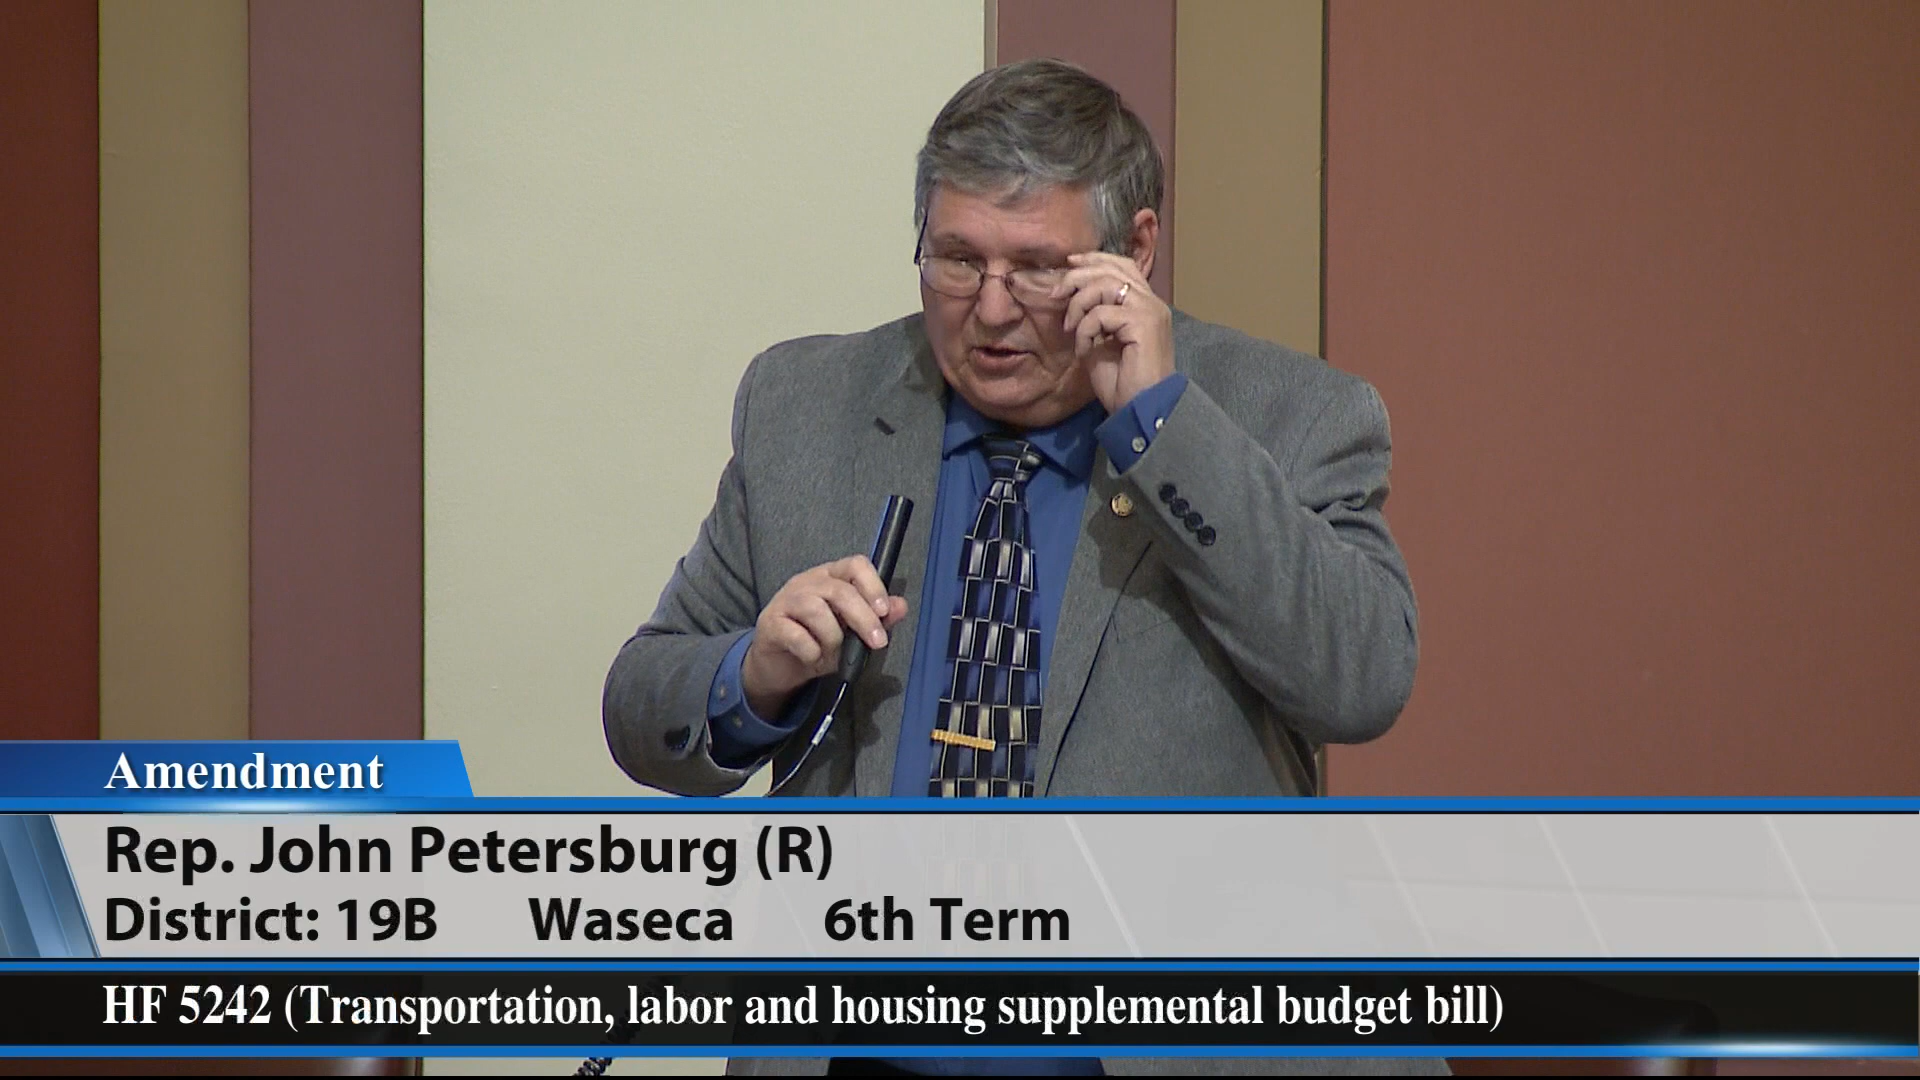 Amendment
Rep. John Petersburg (R)
District: 19B Waseca 6th Term
HF 5242 (Transportation, labor and housing supplemental budget bill)